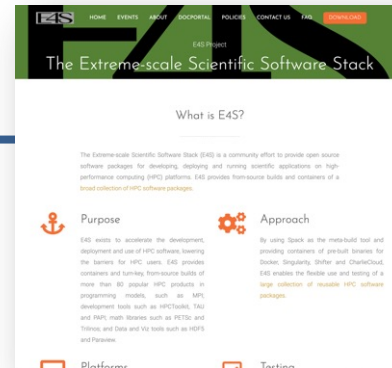 E4S HOME EVENTS ABOUT DOCPORTAL POLICIES CONTACT US FAQ DOWNLOAD
E4S Project
The Extreme-scale Scientific Software Stack
What is E4S?
The Extreme-scale Scientific Software Stack (E4S) is a community effort to provide open source
software packages for developing, deploying and running scientific applications on high-
performance computing (HPC) platforms. E4S provides from-source builds and containers of a
broad collection of HPC software packages.
Purpose
E4S exists to accelerate the development,
deployment and use of HPC software, lowering
the barriers for HPC users. E4S provides
containers and turn-key, from-source builds of
more than 80 popular HPC products in
programming models, such as MPI;
development tools such as HPCToolkit, TAU
and PAPI; math libraries such as PETSc and
Trilinos; and Data and Viz tools such as HDF5
and Paraview.
Approach
By using Spack as the meta-build tool and
providing containers of pre-built binaries for
Docker, Singularity, Shifter and CharlieCloud,
E4S enables the flexible use and testing of a
large collection of reusable HPC software
packages.
Platforms
Testing